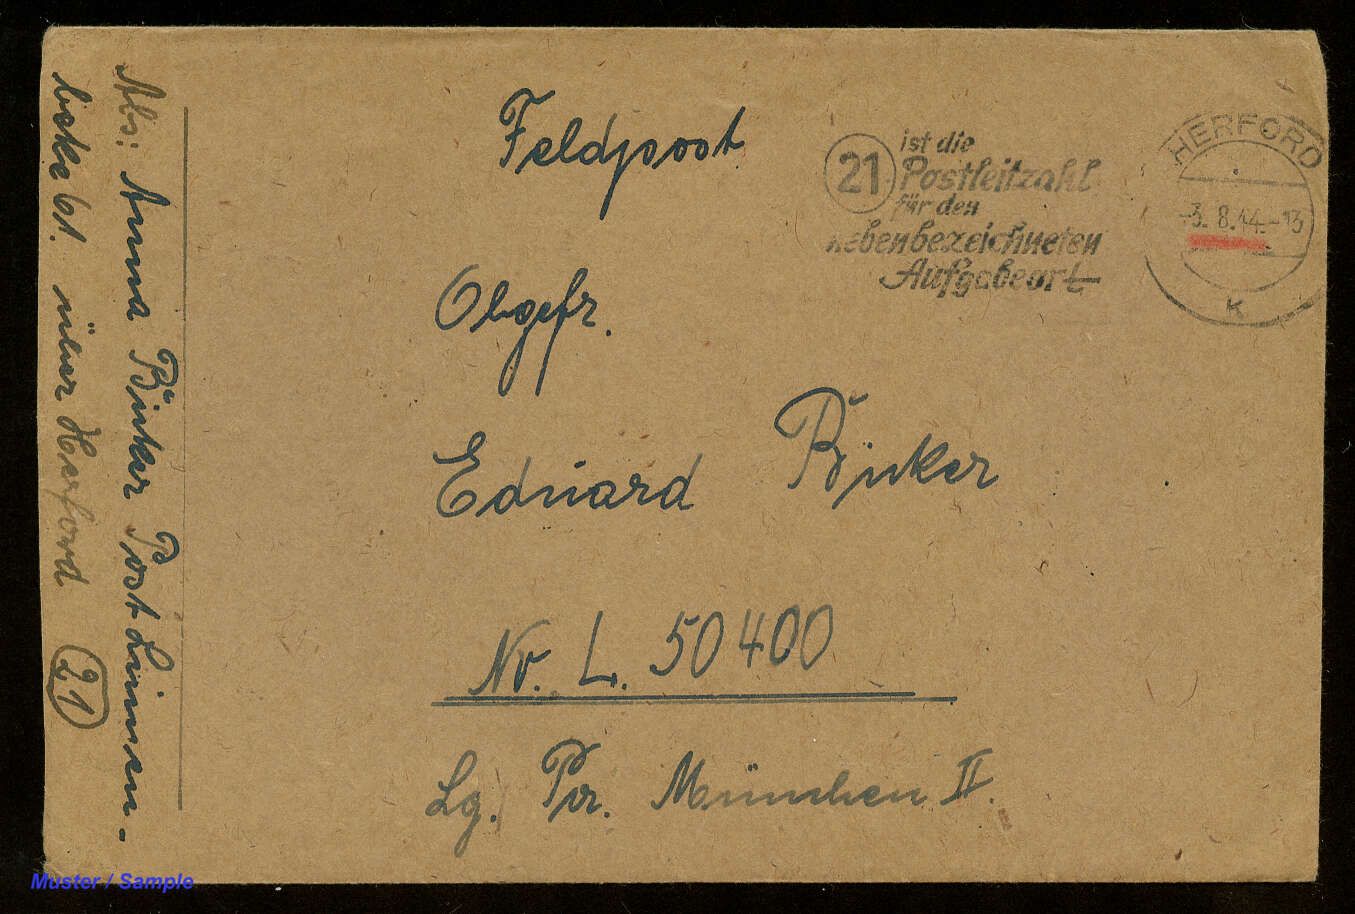 Feldpost
21 ist die
Postleitzahl
für den
nebenbezeichneten
Aufgabeort
HERFORD
-3. 8.44.-13
K
Obgefr.
Eduard Binker
Nr. L. 50400
Lg. Pa. München II.
Abs: Anna Binker Post Linnen-
beke 61. über Herford 21
Muster / Sample